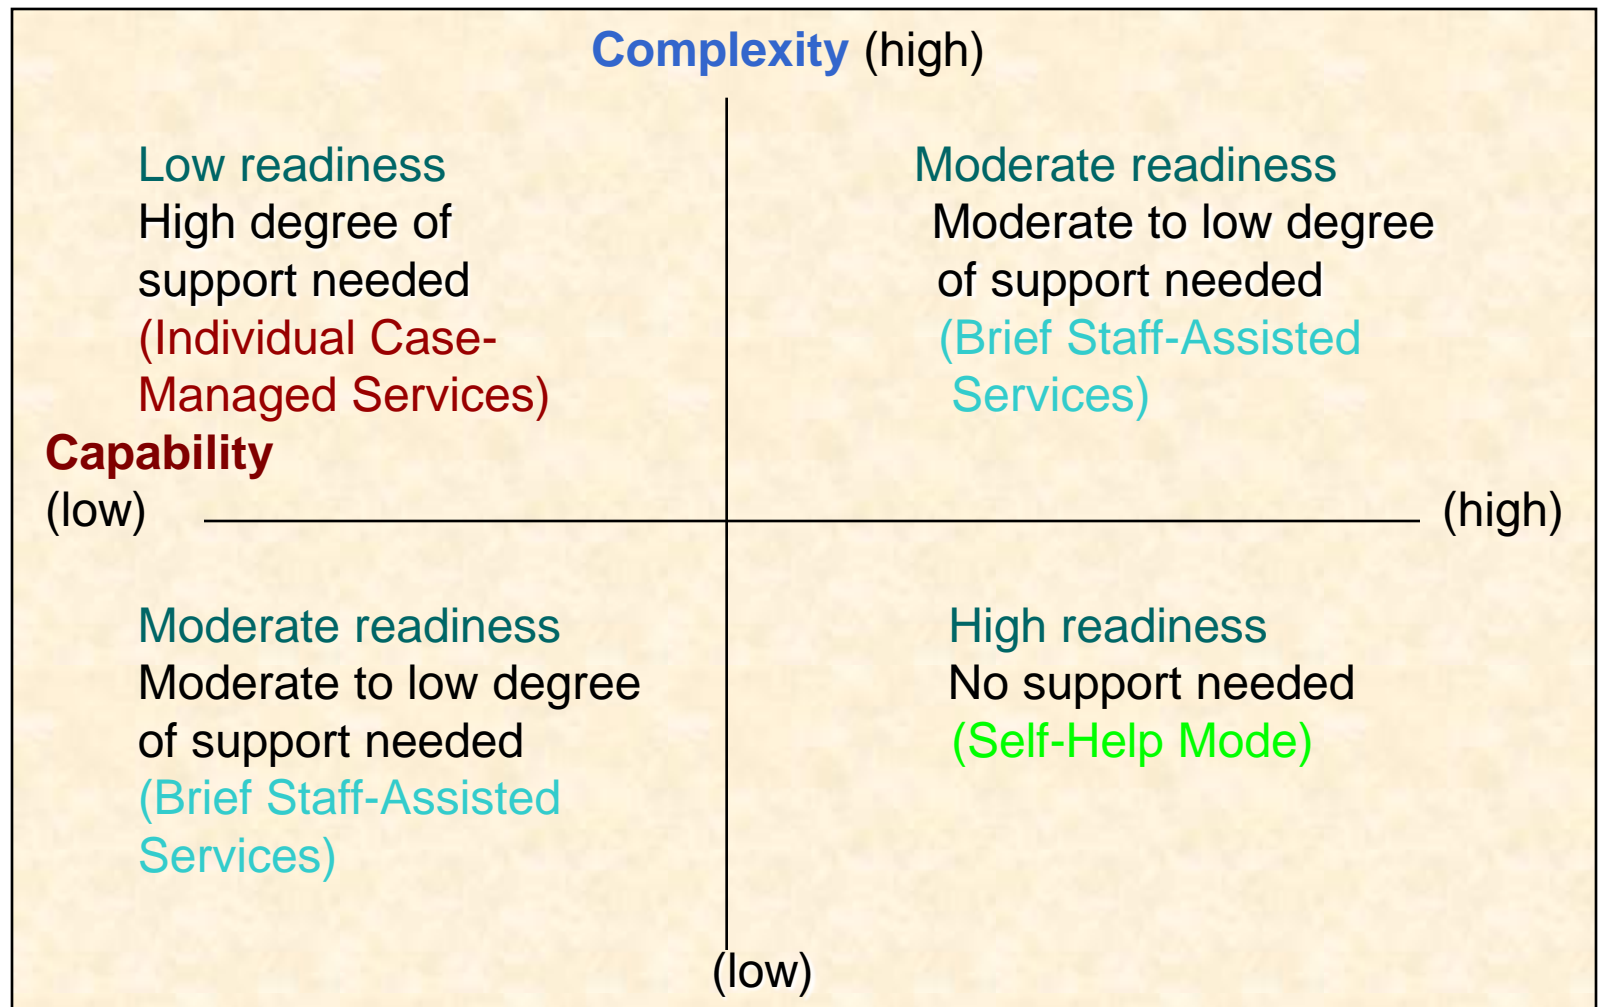 Complexity (high)
Low readiness
High degree of
support needed
(Individual Case-
Managed Services)
Moderate readiness
Moderate to low degree
of support needed
(Brief Staff-Assisted
Services)
Capability
(low)
(high)
Moderate readiness
Moderate to low degree
of support needed
(Brief Staff-Assisted
Services)
High readiness
No support needed
(Self-Help Mode)
(low)